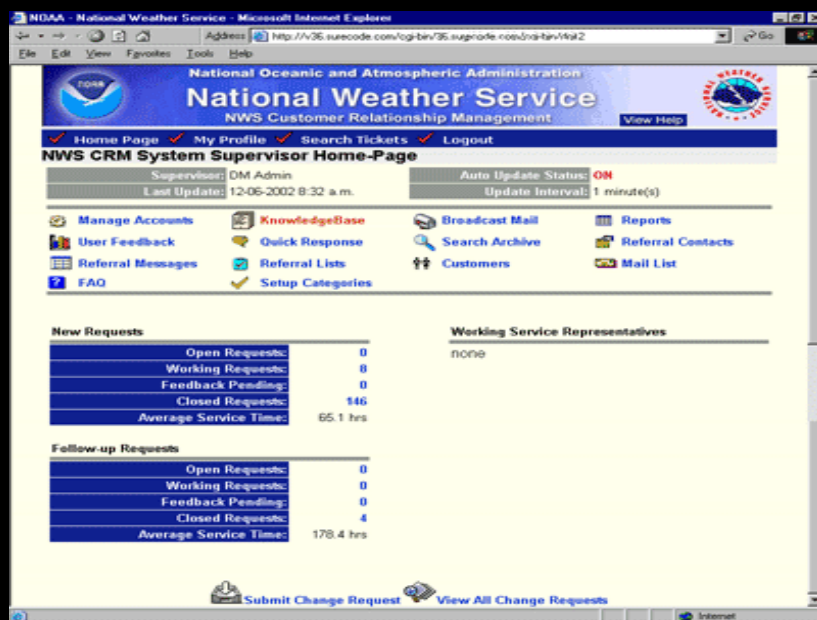 NOAA - National Weather Service - Microsoft Internet Explorer
Address
Go
File Edit View Favorites Tools Help
National Oceanic and Atmospheric Administration
National Weather Service
NWS Customer Relationship Management
View Help
Home Page My Profile Search Tickets Logout
NWS CRM System Supervisor Home-Page
Supervisor: DM Admin Auto Update Status: ON
Last Update: 12-06-2002 8:32 a.m. Update Interval: 1 minute(s)
Manage Accounts KnowledgeBase Broadcast Mail Reports
User Feedback Quick Response Search Archive Referral Contacts
Referral Messages Referral Lists Customers Mail List
FAQ Setup Categories
New Requests Working Service Representatives
Open Requests: 0 none
Working Requests: 8
Feedback Pending: 0
Closed Requests: 146
Average Service Time: 65.1 hrs
Follow-up Requests
Open Requests: 0
Working Requests: 0
Feedback Pending: 0
Closed Requests: 4
Average Service Time: 178.4 hrs
Submit Change Request View All Change Requests
Internet